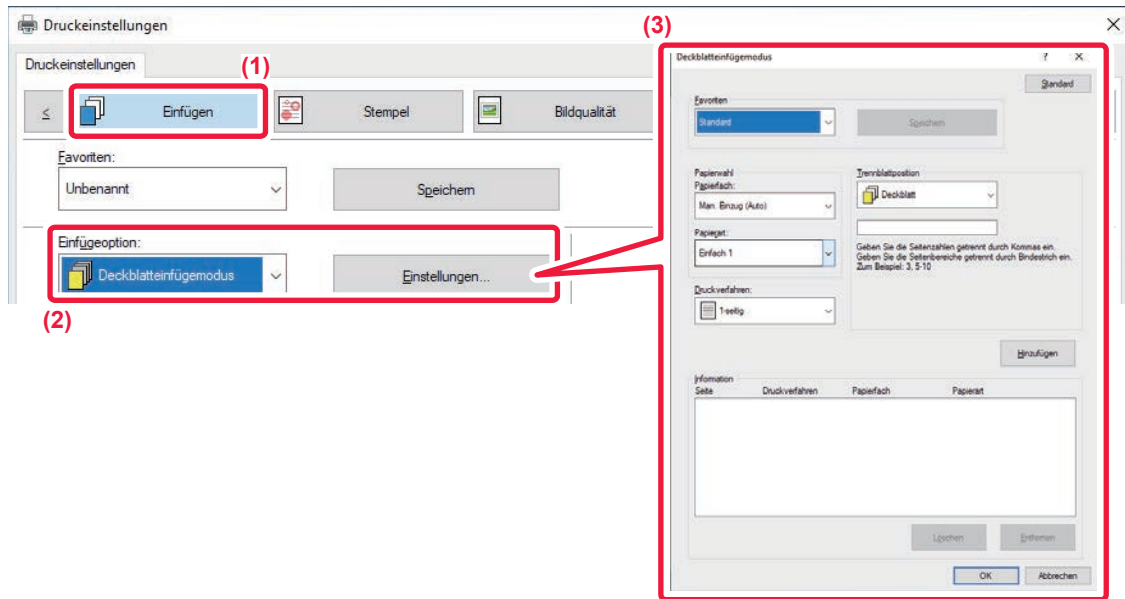 Druckeinstellungen
(3)
Druckeinstellungen
(1)
≤
Einfügen
Stempel
Bildqualität
Favoriten:
Unbenannt
Speichern
Einfügeoption:
Deckblatteinfügemodus
Einstellungen...
(2)
Deckblatteinfügemodus
?
Standard
Favoriten
Standard
Speichern
Papierwahl
Papierfach:
Man. Einzug (Auto)
Papierart:
Einfach 1
Druckverfahren:
1-seitig
Trennblattposition
Deckblatt
Geben Sie die Seitenzahlen getrennt durch Kommas ein.
Geben Sie die Seitenbereiche getrennt durch Bindestrich ein.
Zum Beispiel: 3, 5-10
Hinzufügen
Information
Seite Druckverfahren Papierfach Papierart
Löschen Entfernen
OK Abbrechen